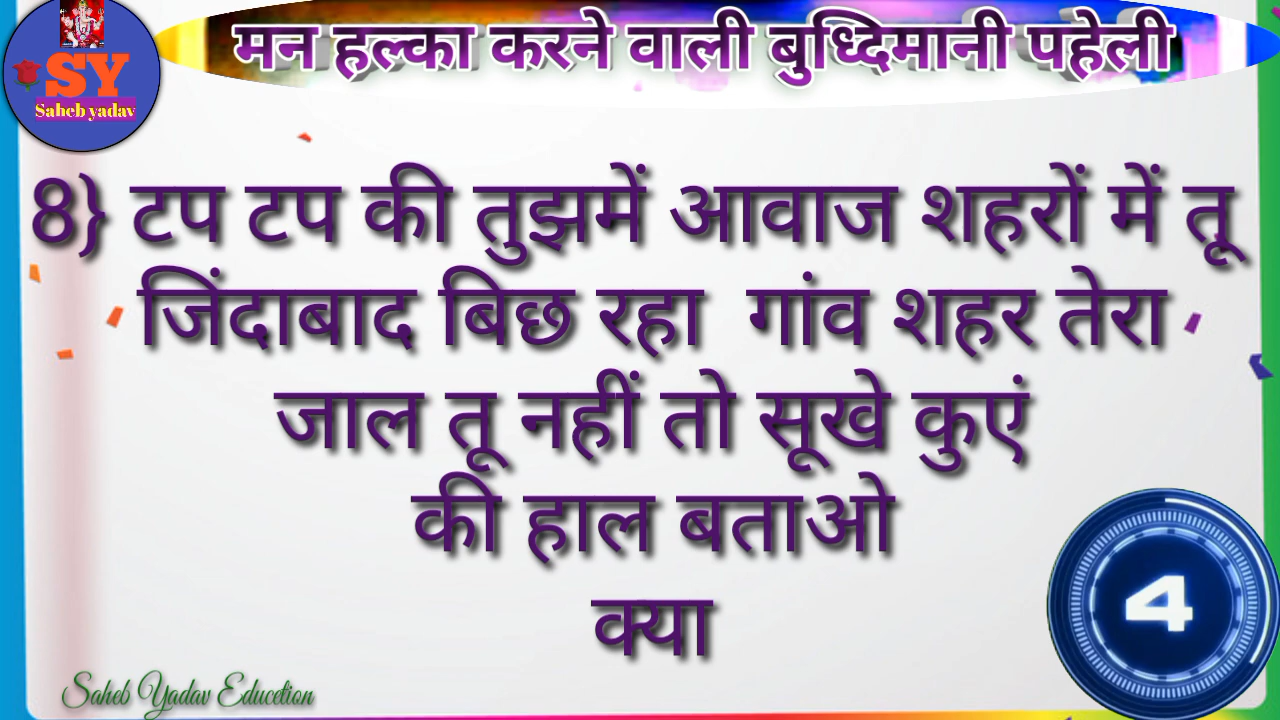 मन हल्का करने वाली बुध्दिमानी पहेली
SY
Saheb yadav
8} टप टप की तुझमें आवाज शहरों में तू
जिंदाबाद बिछ रहा गांव शहर तेरा
जाल तू नहीं तो सूखे कुएं
की हाल बताओ
क्या
4
Saheb Yadav Educetion